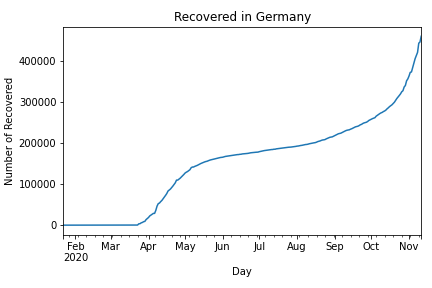 Recovered in Germany
Number of Recovered
400000
300000
200000
100000
0
Feb Mar Apr May Jun Jul Aug Sep Oct Nov
2020
Day